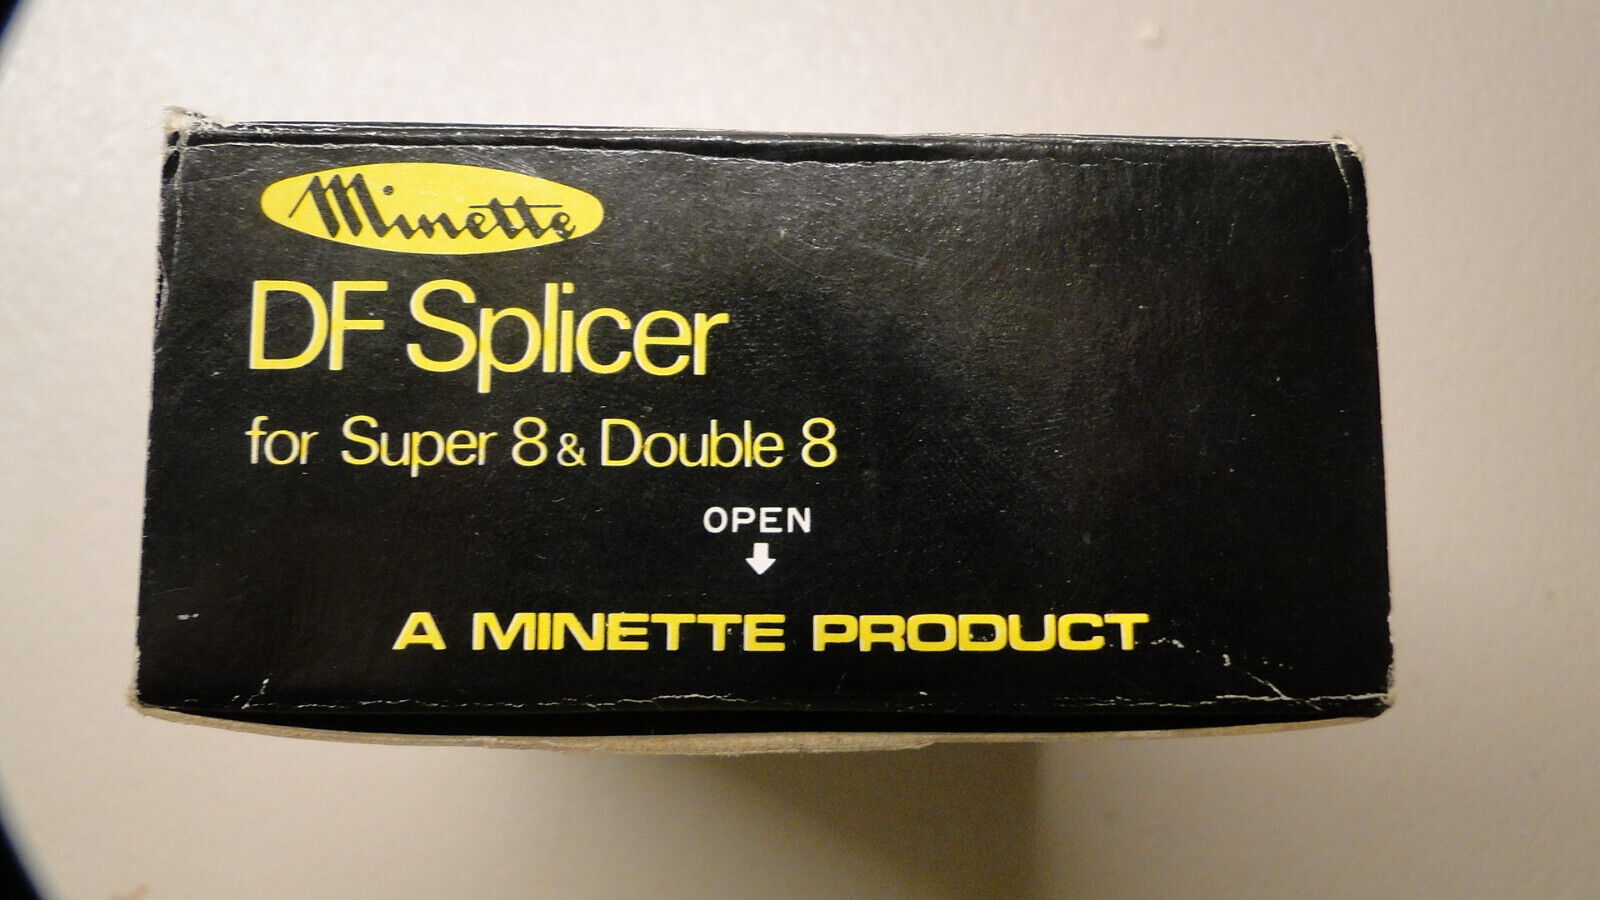 Minette
DF Splicer
for Super 8 & Double 8
OPEN
A MINETTE PRODUCT